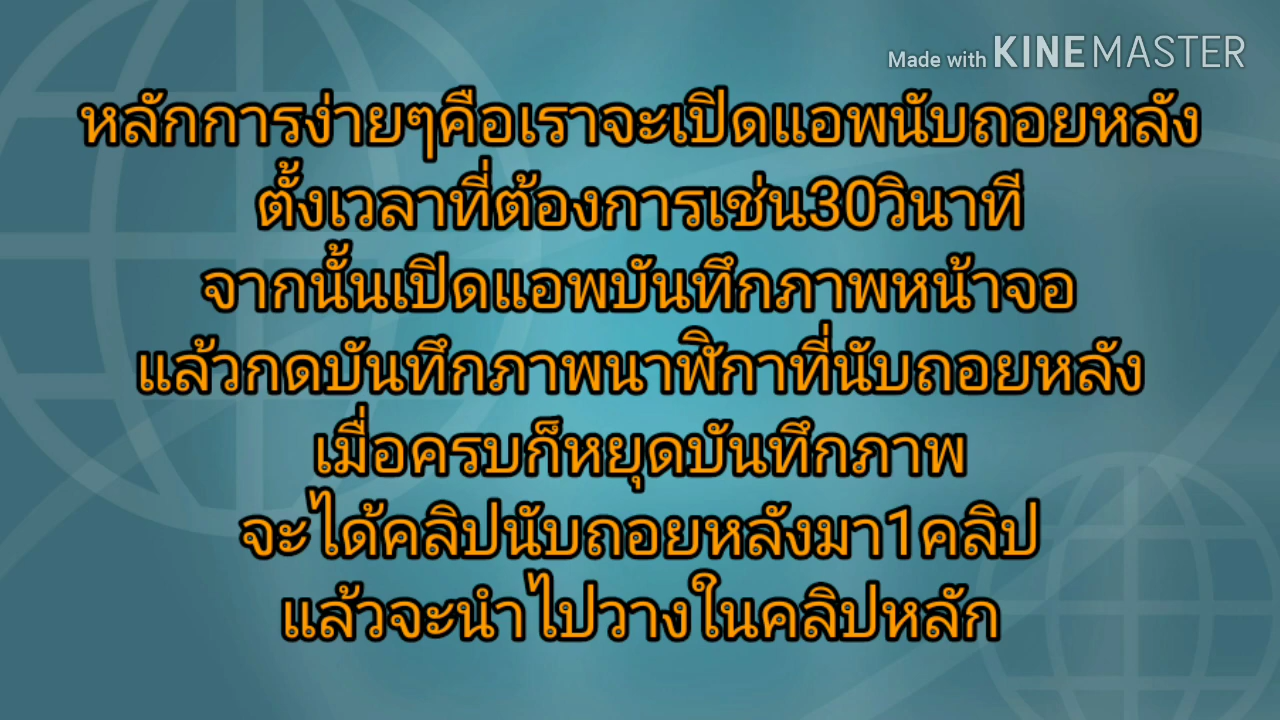 Made with KINEMASTER
หลักการง่ายๆคือเราจะเปิดแอพนับถอยหลัง
ตั้งเวลาที่ต้องการเช่น30วินาที
จากนั้นเปิดแอพบันทึกภาพหน้าจอ
แล้วกดบันทึกภาพนาฬิกาที่นับถอยหลัง
เมื่อครบก็หยุดบันทึกภาพ
จะได้คลิปนับถอยหลังมา1คลิป
แล้วจะนำไปวางในคลิปหลัก